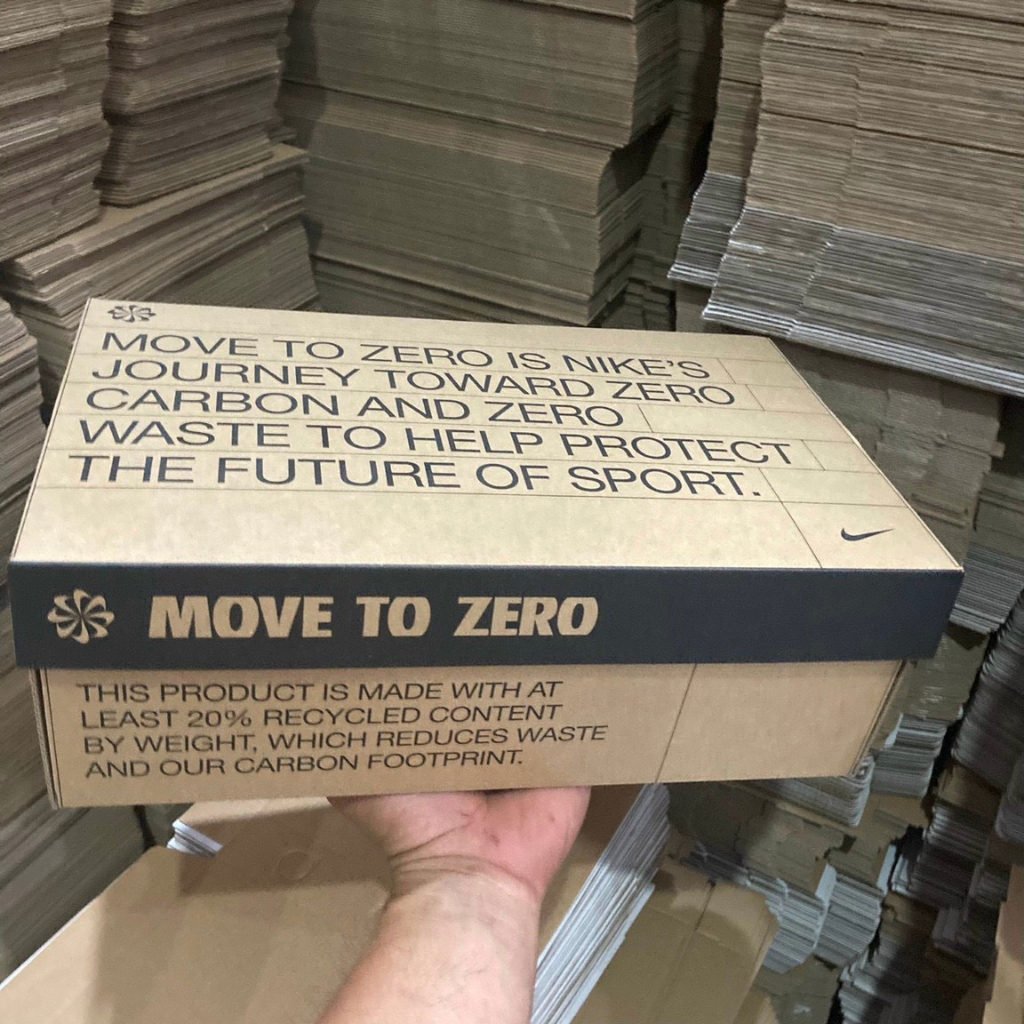 MOVE TO ZERO IS NIKE'S
JOURNEY TOWARD ZERO
CARBON AND ZERO
WASTE TO HELP PROTECT
THE FUTURE OF SPORT.
MOVE TO ZERO
THIS PRODUCT IS MADE WITH AT
LEAST 20% RECYCLED CONTENT
BY WEIGHT, WHICH REDUCES WASTE
AND OUR CARBON FOOTPRINT.